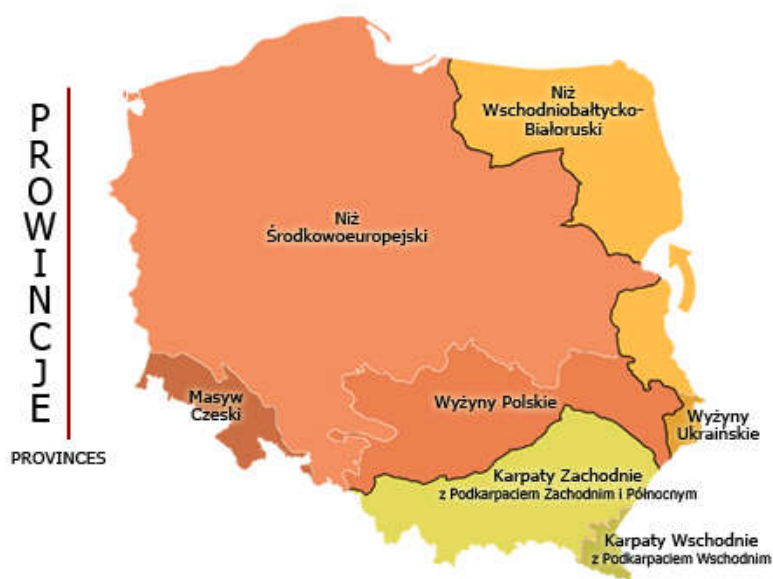 PROWINCJE
PROVINCES
Niż
Wschodniobałtycko-
Białoruski
Niż
Środkowoeuropejski
Masyw
Czeski
Wyżyny Polskie
Wyżyny
Ukraińskie
Karpaty Zachodnie
z Podkarpaciem Zachodnim i Północnym
Karpaty Wschodnie
z Podkarpaciem Wschodnim